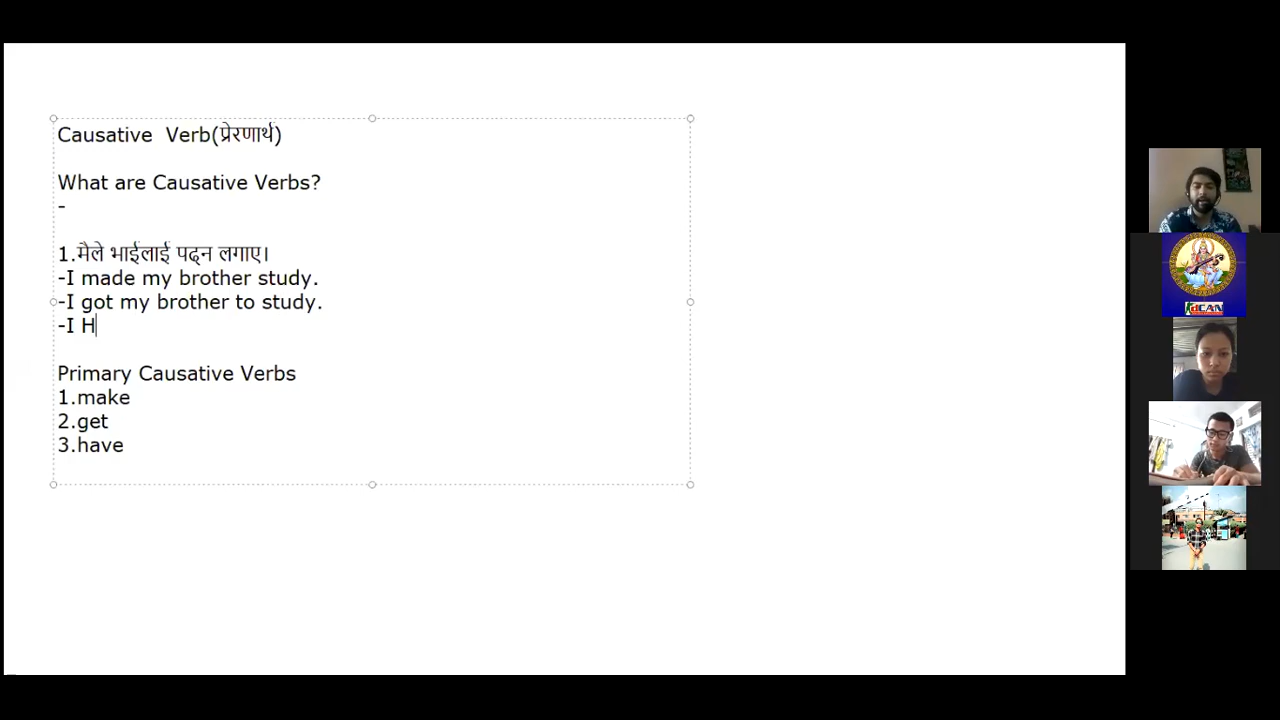 Causative  Verb(प्रेरणार्थ)
What are Causative Verbs?
-
1.मैले भाईलाई पढ्न लगाए।
-I made my brother study.
-I got my brother to study.
-I H
Primary Causative Verbs
1.make
2.get
3.have
dCAN